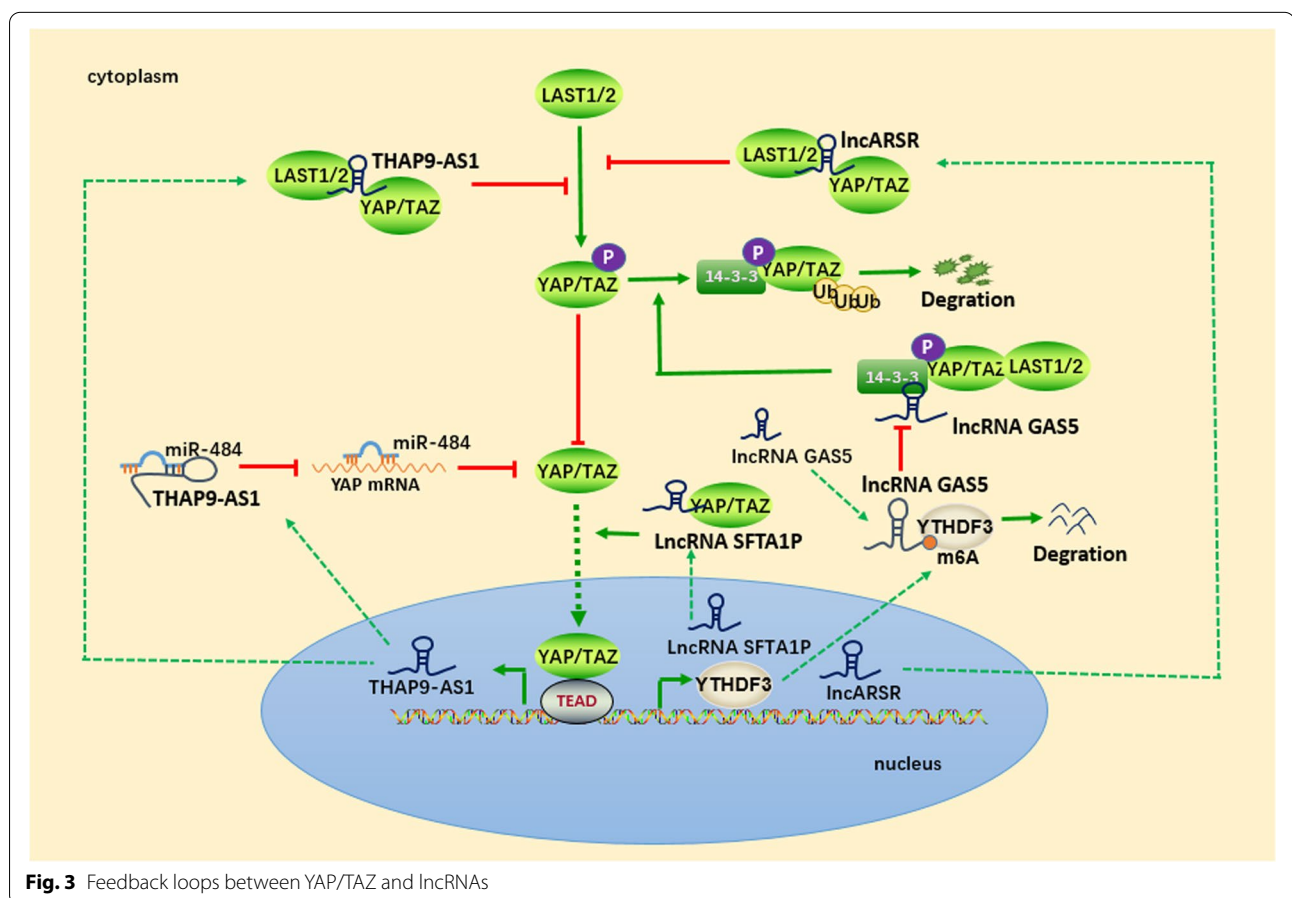 cytoplasm
LAST1/2
THAP9-AS1
LAST1/2
YAP/TAZ
lncARSR
LAST1/2
YAP/TAZ
P
YAP/TAZ
P
14-3-3
YAP/TAZ
Ub
Ub
Ub
Degration
P
14-3-3
YAP/TAZ
LAST1/2
lncRNA GAS5
lncRNA GAS5
miR-484
THAP9-AS1
miR-484
YAP mRNA
YAP/TAZ
YAP/TAZ
LncRNA SFTA1P
lncRNA GAS5
YTHDF3
m6A
Degration
LncRNA SFTA1P
YAP/TAZ
TEAD
THAP9-AS1
YTHDF3
lncARSR
nucleus
Fig. 3 Feedback loops between YAP/TAZ and lncRNAs